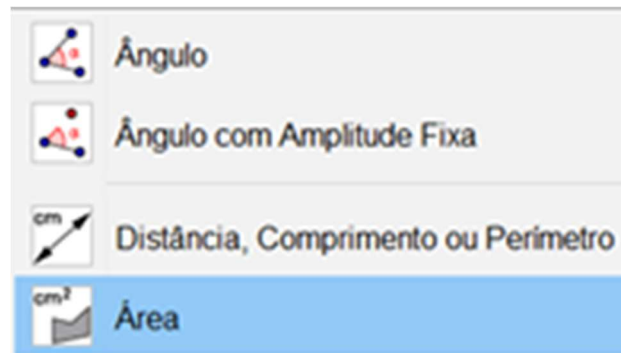 Ângulo
Ângulo com Amplitude Fixa
cm
Distância, Comprimento ou Perímetro
cm²
Área